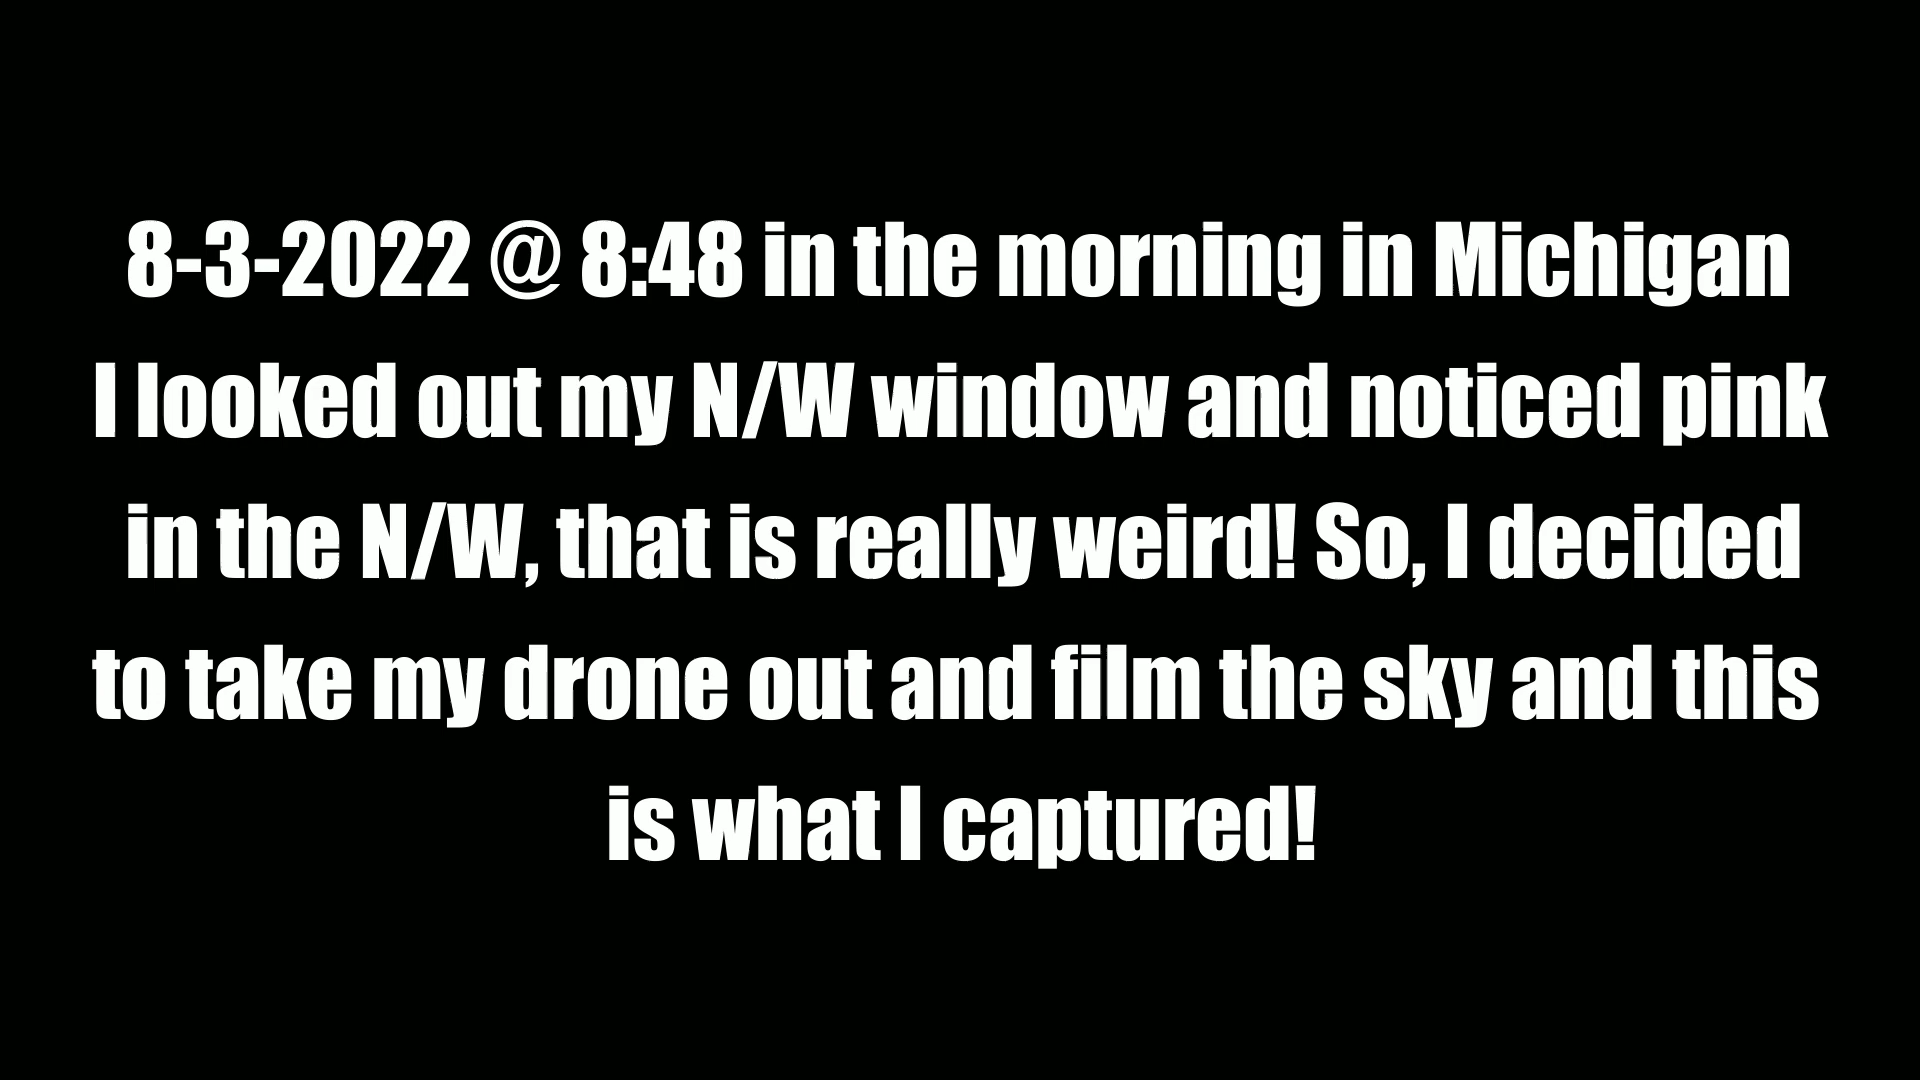 8-3-2022 @ 8:48 in the morning in Michigan
I looked out my N/W window and noticed pink
in the N/W, that is really weird! So, I decided
to take my drone out and film the sky and this
is what I captured!